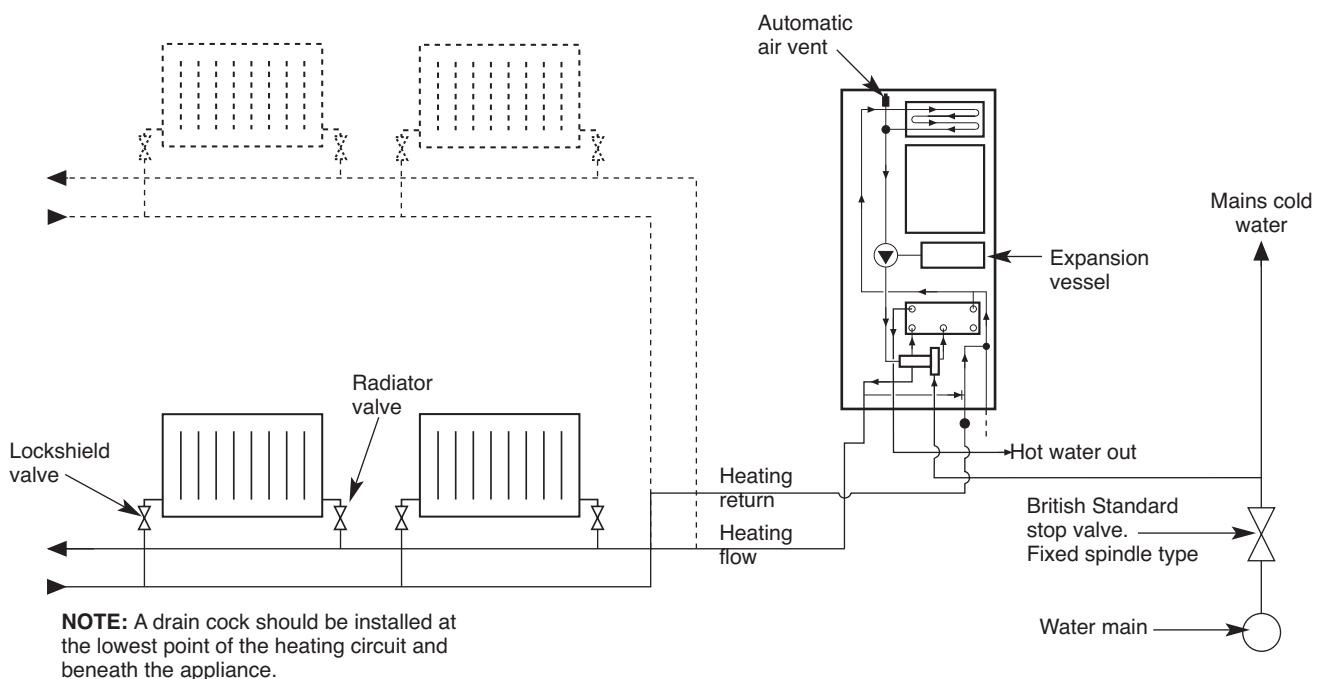 Automatic
air vent
Mains cold
water
Expansion
vessel
Radiator
valve
Lockshield
valve
Hot water out
Heating
return
British Standard
stop valve.
Fixed spindle type
Heating
flow
NOTE: A drain cock should be installed at
the lowest point of the heating circuit and
beneath the appliance.
Water main